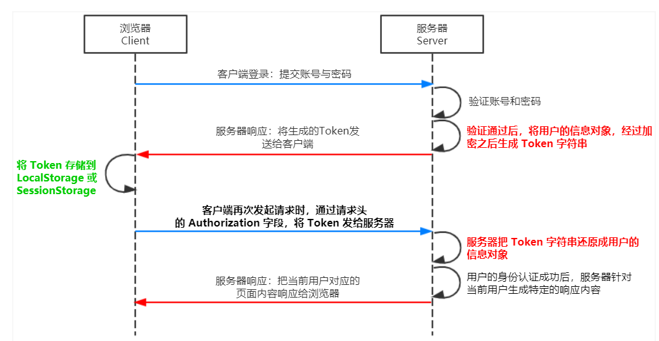 浏览器
Client
服务器
Server
客户端登录：提交账号与密码
验证账号和密码
服务器响应：将生成的Token发
送给客户端
验证通过后，将用户的信息对象，经过加
密之后生成 Token 字符串
将 Token 存储到
LocalStorage 或
SessionStorage
客户端再次发起请求时，通过请求头
的 Authorization 字段，将 Token 发给服务器
服务器把 Token 字符串还原成用户的
信息对象
服务器响应：把当前用户对应的
页面内容响应给浏览器
用户的身份认证成功后，服务器针对
当前用户生成特定的响应内容